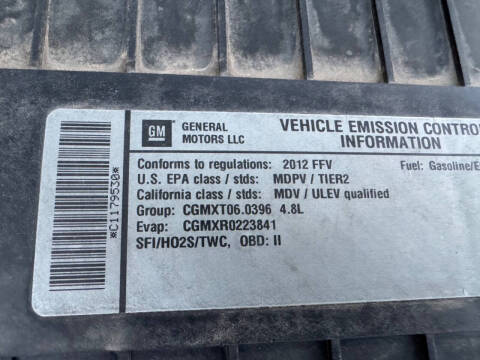 GM
GENERAL
MOTORS LLC
VEHICLE EMISSION CONTROL
INFORMATION
Conforms to regulations: 2012 FFV
Fuel: Gasoline/E
U.S. EPA class / stds: MDPV / TIER2
California class / stds: MDV / ULEV qualified
Group: CGMXT06.0396 4.8L
Evap: CGMXR0223841
SFI/HO2S/TWC, OBD: II
*C1179530*